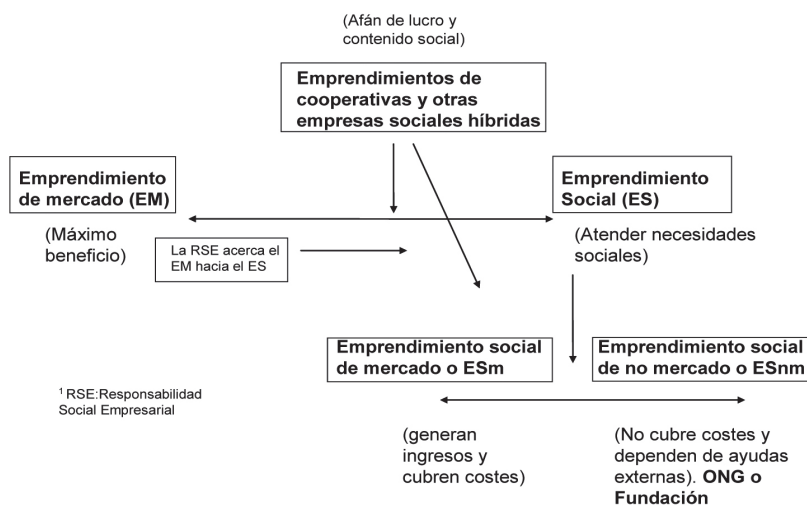 (Afán de lucro y
contenido social)
Emprendimientos de
cooperativas y otras
empresas sociales híbridas
Emprendimiento
de mercado (EM)
Emprendimiento
Social (ES)
(Máximo
beneficio)
La RSE acerca el
EM hacia el ES
(Atender necesidades
sociales)
Emprendimiento social
de mercado o ESm
Emprendimiento social
de no mercado o ESnm
1 RSE:Responsabilidad
Social Empresarial
(generan
ingresos y
cubren costes)
(No cubre costes y
dependen de ayudas
externas). ONG o
Fundación